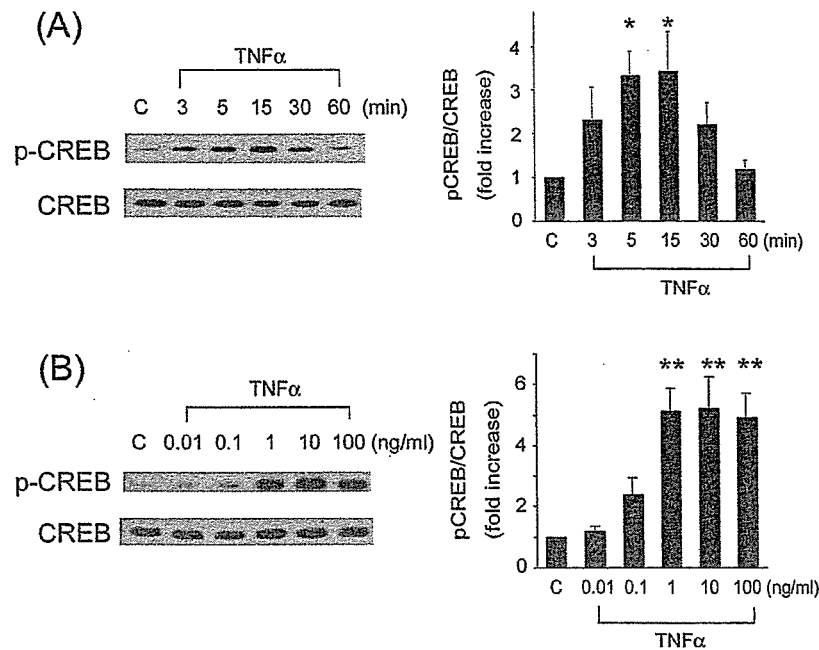 (A)
TNFα
C 3 5 15 30 60 (min)
p-CREB
CREB
pCREB/CREB
(fold increase)
4
3
2
1
0
* *
C 3 5 15 30 60 (min)
TNFα
(B)
TNFα
C 0.01 0.1 1 10 100 (ng/ml)
p-CREB
CREB
pCREB/CREB
(fold increase)
6
4
2
0
** ** **
C 0.01 0.1 1 10 100 (ng/ml)
TNFα